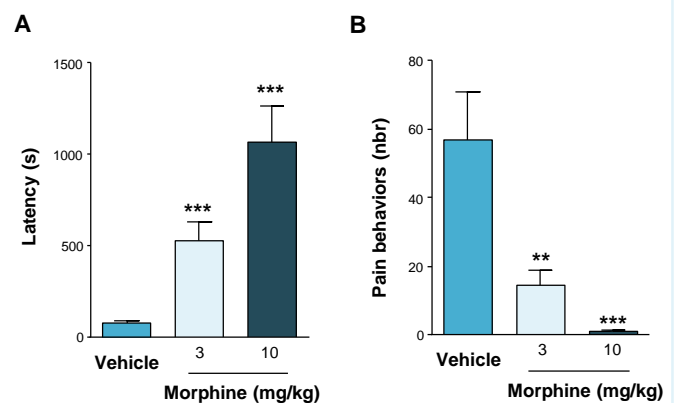 A
Latency (s)
1500
1000
500
0
***
***
Vehicle
3
10
Morphine (mg/kg)
B
Pain behaviors (nbr)
80
60
40
20
0
**
***
Vehicle
3
10
Morphine (mg/kg)